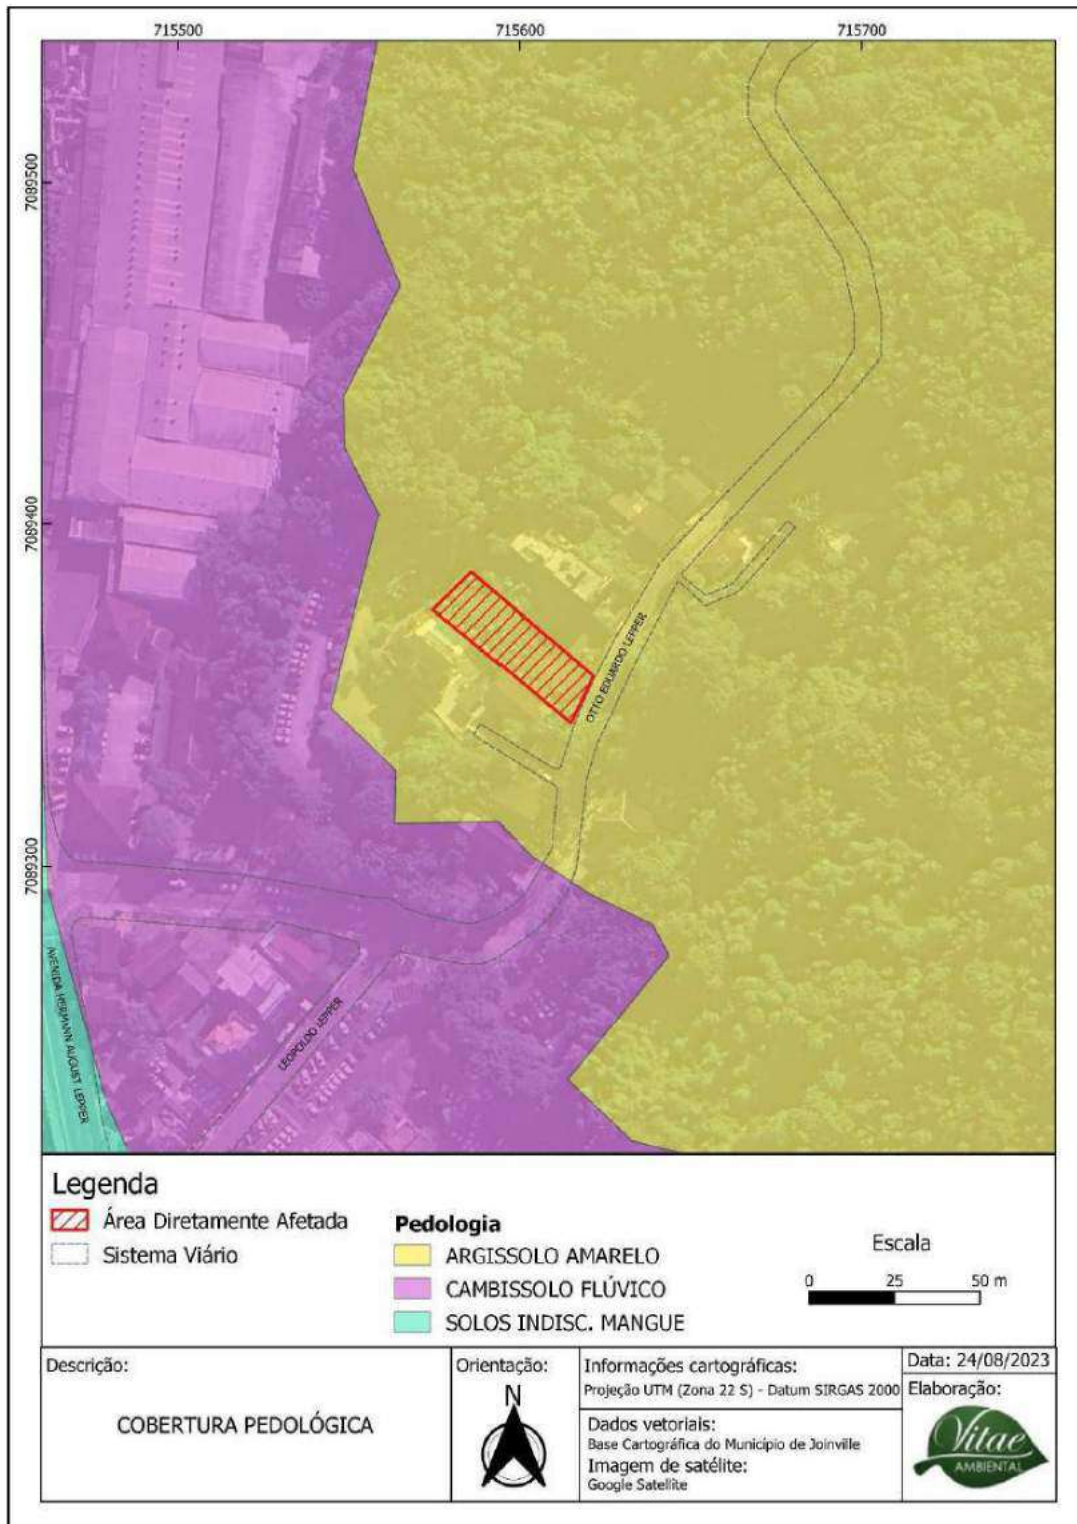 715500 715600 715700
7089500
7089400
7089300
OTTO EDUARDO LEPPER
LEOPOLDO LEPPER
AVENIDA HERMANN AUGUST LEPPER
Legenda
Área Diretamente Afetada
Sistema Viário
Pedologia
ARGISSOLO AMARELO
CAMBISSOLO FLÚVICO
SOLOS INDISC. MANGUE
Escala
0 25 50 m
Descrição:
COBERTURA PEDOLÓGICA
Orientação:
N
Informações cartográficas:
Projeção UTM (Zona 22 S) - Datum SIRGAS 2000
Dados vetoriais:
Base Cartográfica do Município de Joinville
Imagem de satélite:
Google Satellite
Data: 24/08/2023
Elaboração:
Vitae
AMBIENTAL